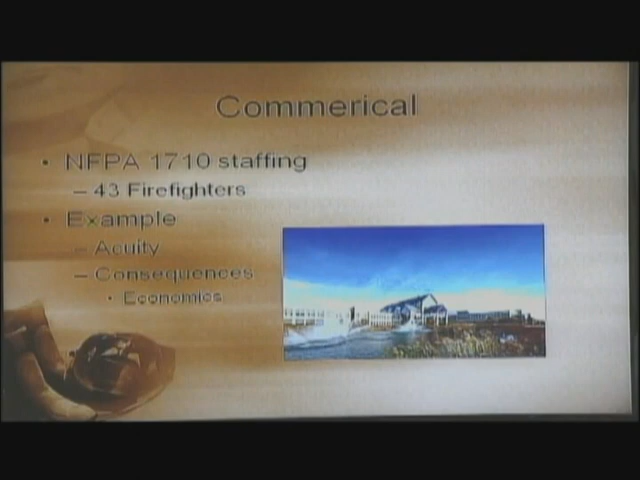 Commerical
• NFPA 1710 staffing
– 43 Firefighters
• Example
– Acuity
– Consequences
• Economics